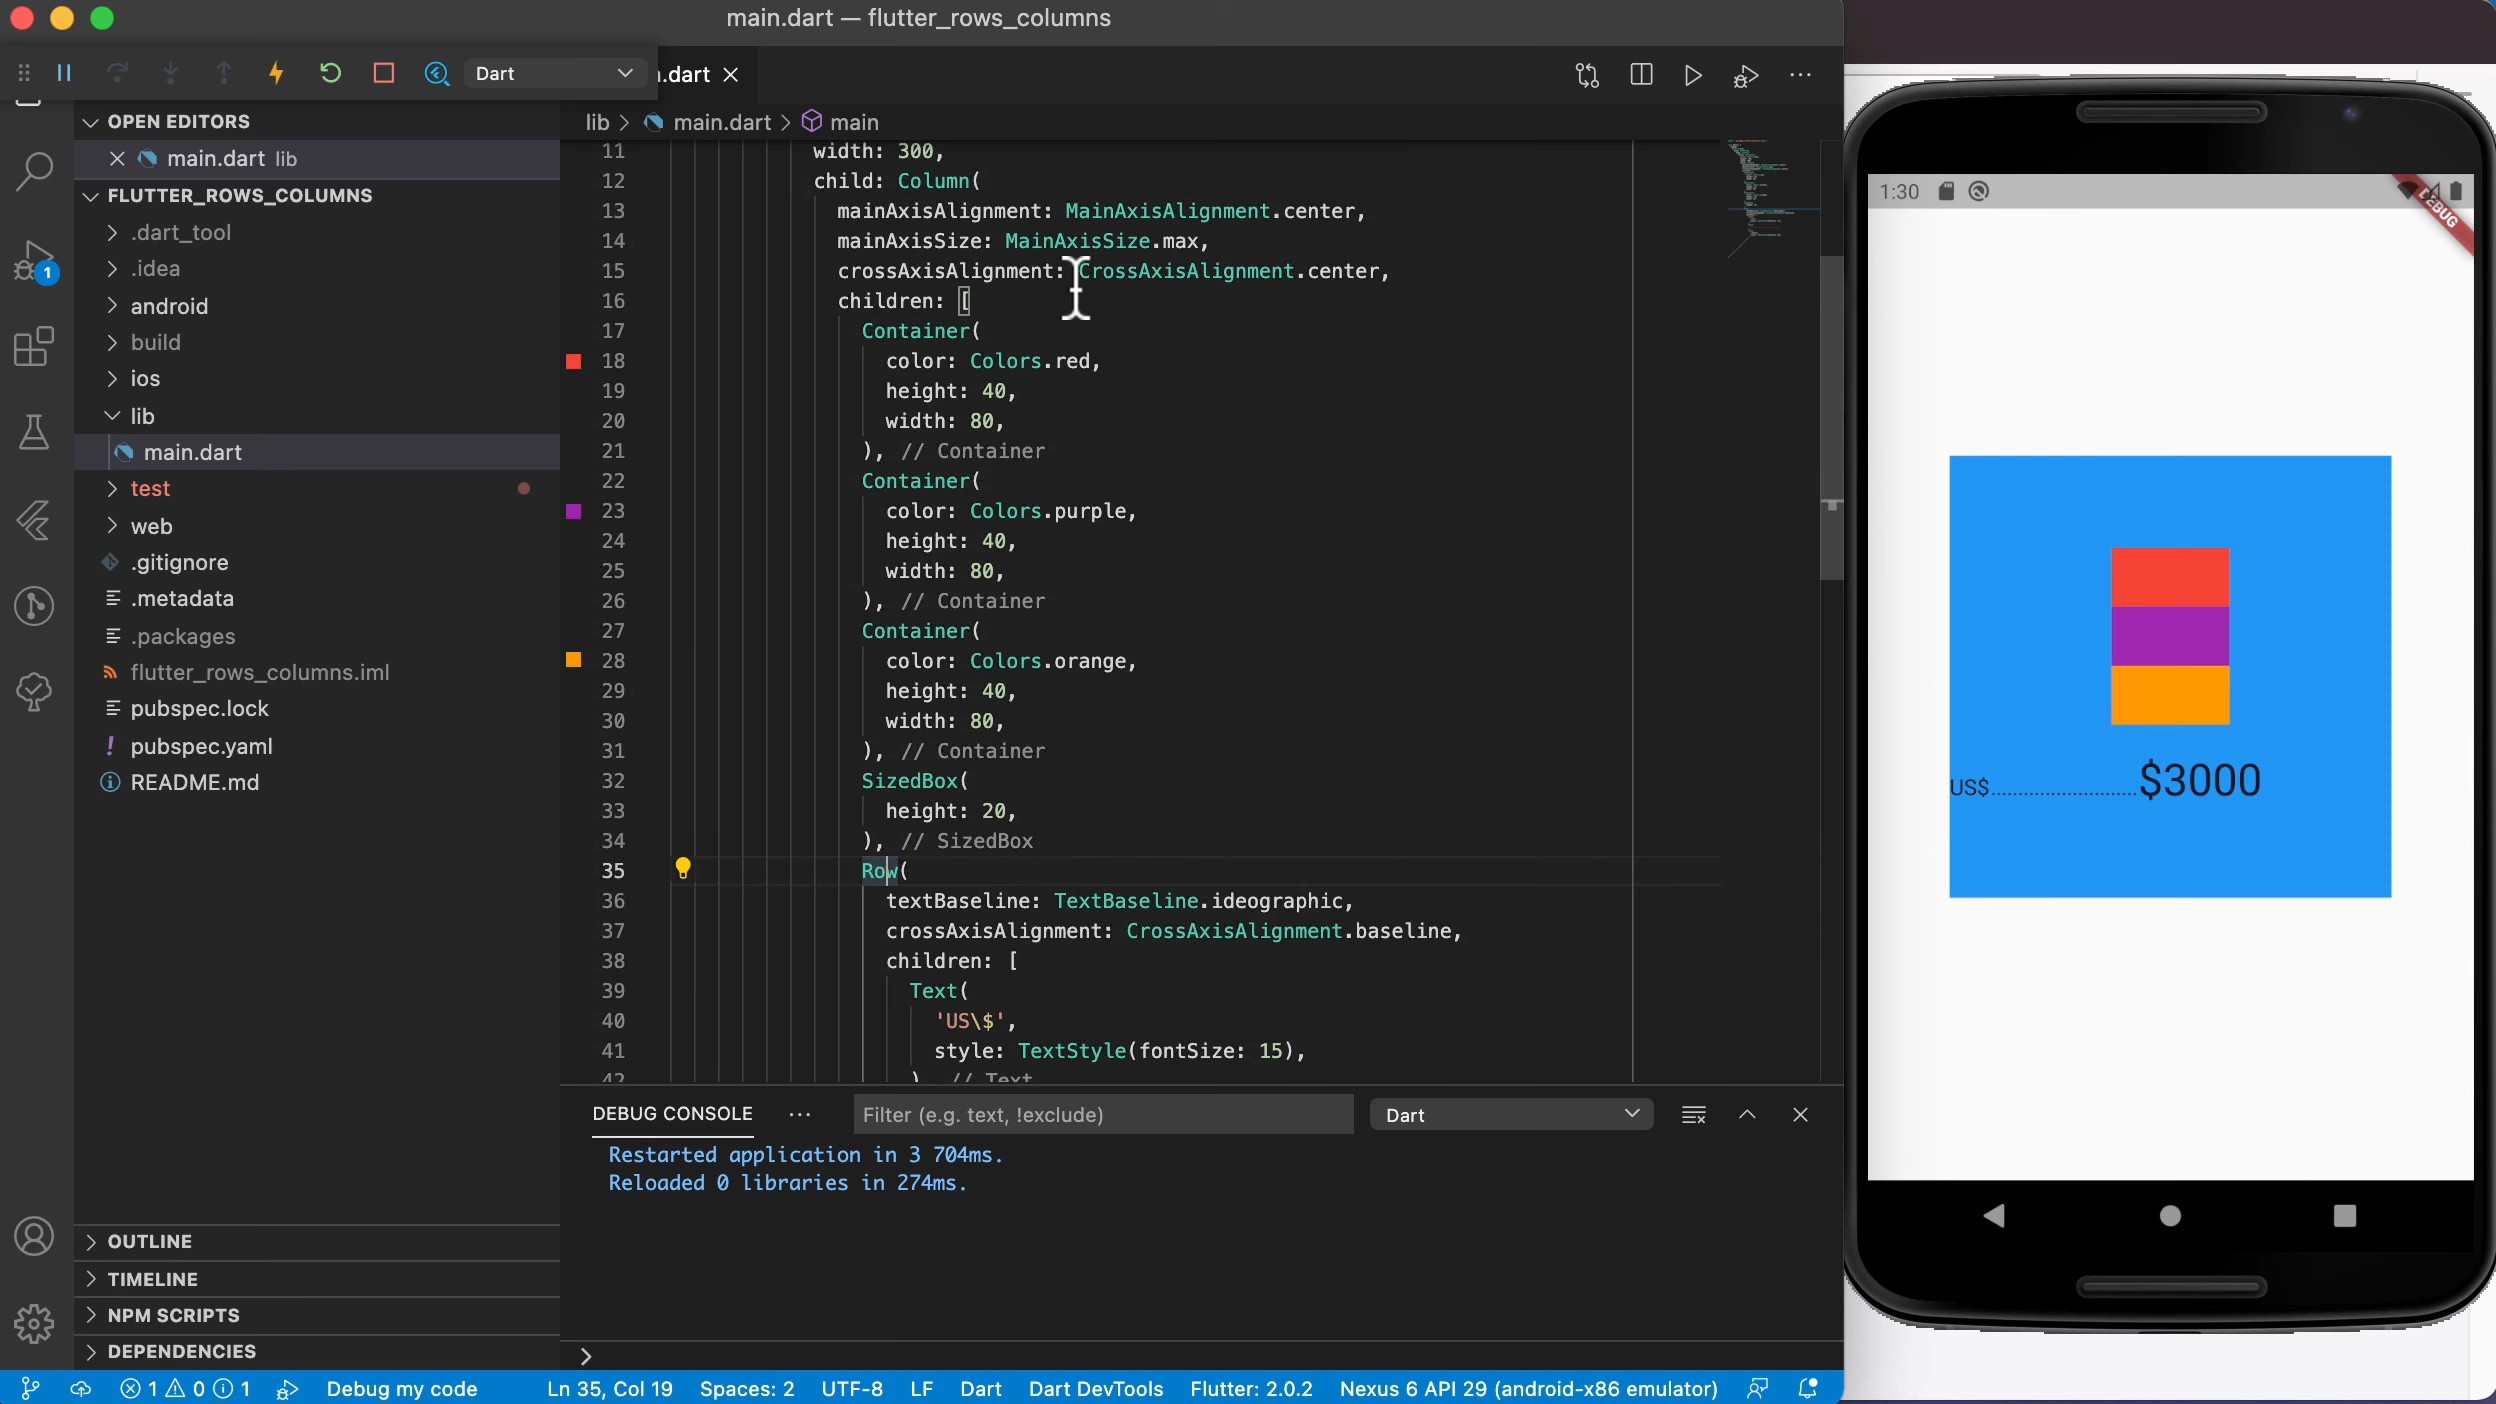 main.dart — flutter_rows_columns
Dart
.dart
OPEN EDITORS
main.dart lib
FLUTTER_ROWS_COLUMNS
.dart_tool
.idea
android
build
ios
lib
main.dart
test
web
.gitignore
.metadata
.packages
flutter_rows_columns.iml
pubspec.lock
pubspec.yaml
README.md
OUTLINE
TIMELINE
NPM SCRIPTS
DEPENDENCIES
1
lib > main.dart > main
11 width: 300,
12 child: Column(
13 mainAxisAlignment: MainAxisAlignment.center,
14 mainAxisSize: MainAxisSize.max,
15 crossAxisAlignment: CrossAxisAlignment.center,
16 children: [
17 Container(
18 color: Colors.red,
19 height: 40,
20 width: 80,
21 ), // Container
22 Container(
23 color: Colors.purple,
24 height: 40,
25 width: 80,
26 ), // Container
27 Container(
28 color: Colors.orange,
29 height: 40,
30 width: 80,
31 ), // Container
32 SizedBox(
33 height: 20,
34 ), // SizedBox
35 Row(
36 textBaseline: TextBaseline.ideographic,
37 crossAxisAlignment: CrossAxisAlignment.baseline,
38 children: [
39 Text(
40 'US\$',
41 style: TextStyle(fontSize: 15),
42 ), // Text
DEBUG CONSOLE
Filter (e.g. text, !exclude)
Dart
Restarted application in 3 704ms.
Reloaded 0 libraries in 274ms.
1 0 1 Debug my code Ln 35, Col 19 Spaces: 2 UTF-8 LF Dart Dart DevTools Flutter: 2.0.2 Nexus 6 API 29 (android-x86 emulator)
1:30
DEBUG
US$...........................$3000